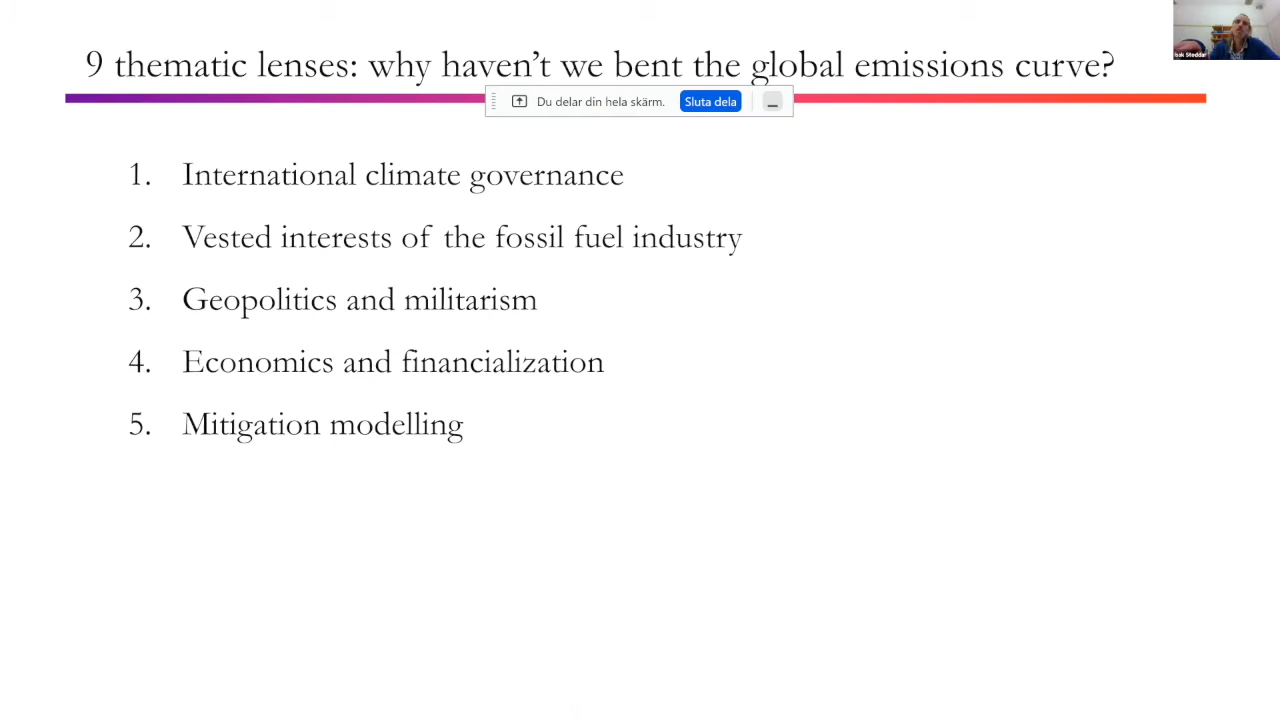 9 thematic lenses: why haven't we bent the global emissions curve?
Isak Stoddard
Du delar din hela skärm. Sluta dela
1. International climate governance
2. Vested interests of the fossil fuel industry
3. Geopolitics and militarism
4. Economics and financialization
5. Mitigation modelling